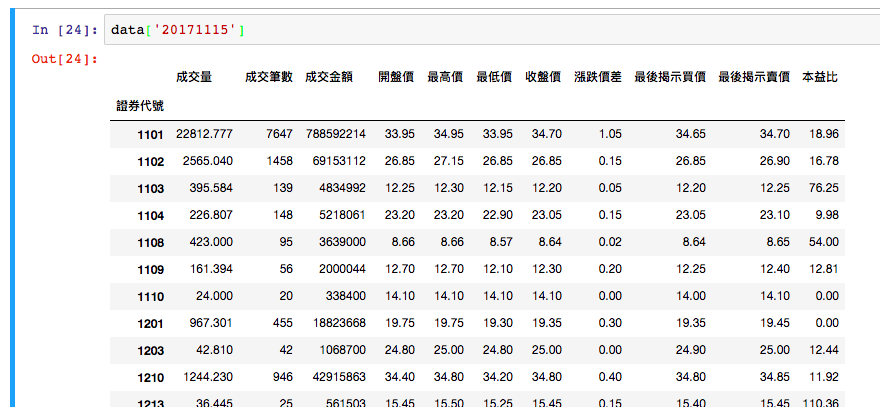 In [24]: data['20171115']
Out[24]:
成交量 成交筆數 成交金額 開盤價 最高價 最低價 收盤價 漲跌價差 最後揭示買價 最後揭示賣價 本益比
證券代號
1101 22812.777 7647 788592214 33.95 34.95 33.95 34.70 1.05 34.65 34.70 18.96
1102 2565.040 1458 69153112 26.85 27.15 26.85 26.85 0.15 26.85 26.90 16.78
1103 395.584 139 4834992 12.25 12.30 12.15 12.20 0.05 12.20 12.25 76.25
1104 226.807 148 5218061 23.20 23.20 22.90 23.05 0.15 23.05 23.10 9.98
1108 423.000 95 3639000 8.66 8.66 8.57 8.64 0.02 8.64 8.65 54.00
1109 161.394 56 2000044 12.70 12.70 12.10 12.30 0.20 12.25 12.40 12.81
1110 24.000 20 338400 14.10 14.10 14.10 14.10 0.00 14.00 14.10 0.00
1201 967.301 455 18823668 19.75 19.75 19.30 19.35 0.30 19.35 19.45 0.00
1203 42.810 42 1068700 24.80 25.00 24.80 25.00 0.00 24.90 25.00 12.44
1210 1244.230 946 42915863 34.40 34.80 34.20 34.80 0.40 34.80 34.85 11.92
1213 36.445 25 561503 15.45 15.50 15.25 15.45 0.15 15.40 15.45 110.36